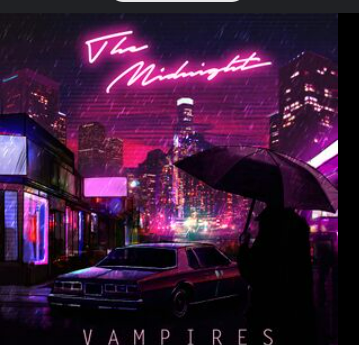 The
Midnight
VAMPIRES